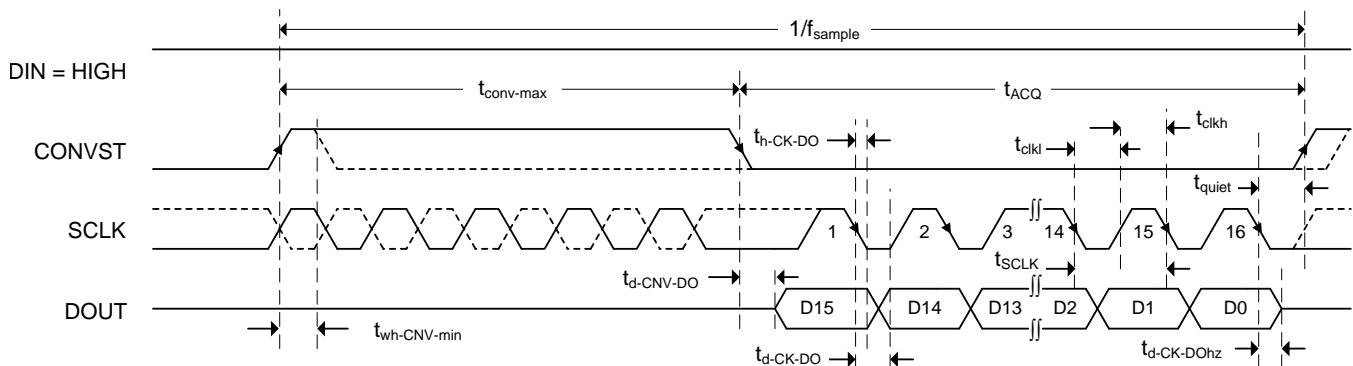 1/fsample
DIN = HIGH
tconv-max
tACQ
CONVST
th-CK-DO
tclkl
tclkh
tquiet
SCLK
1 2 3 14 15 16
tSCLK
td-CNV-DO
DOUT
D15 D14 D13 D2 D1 D0
twh-CNV-min
td-CK-DO
td-CK-DOhz